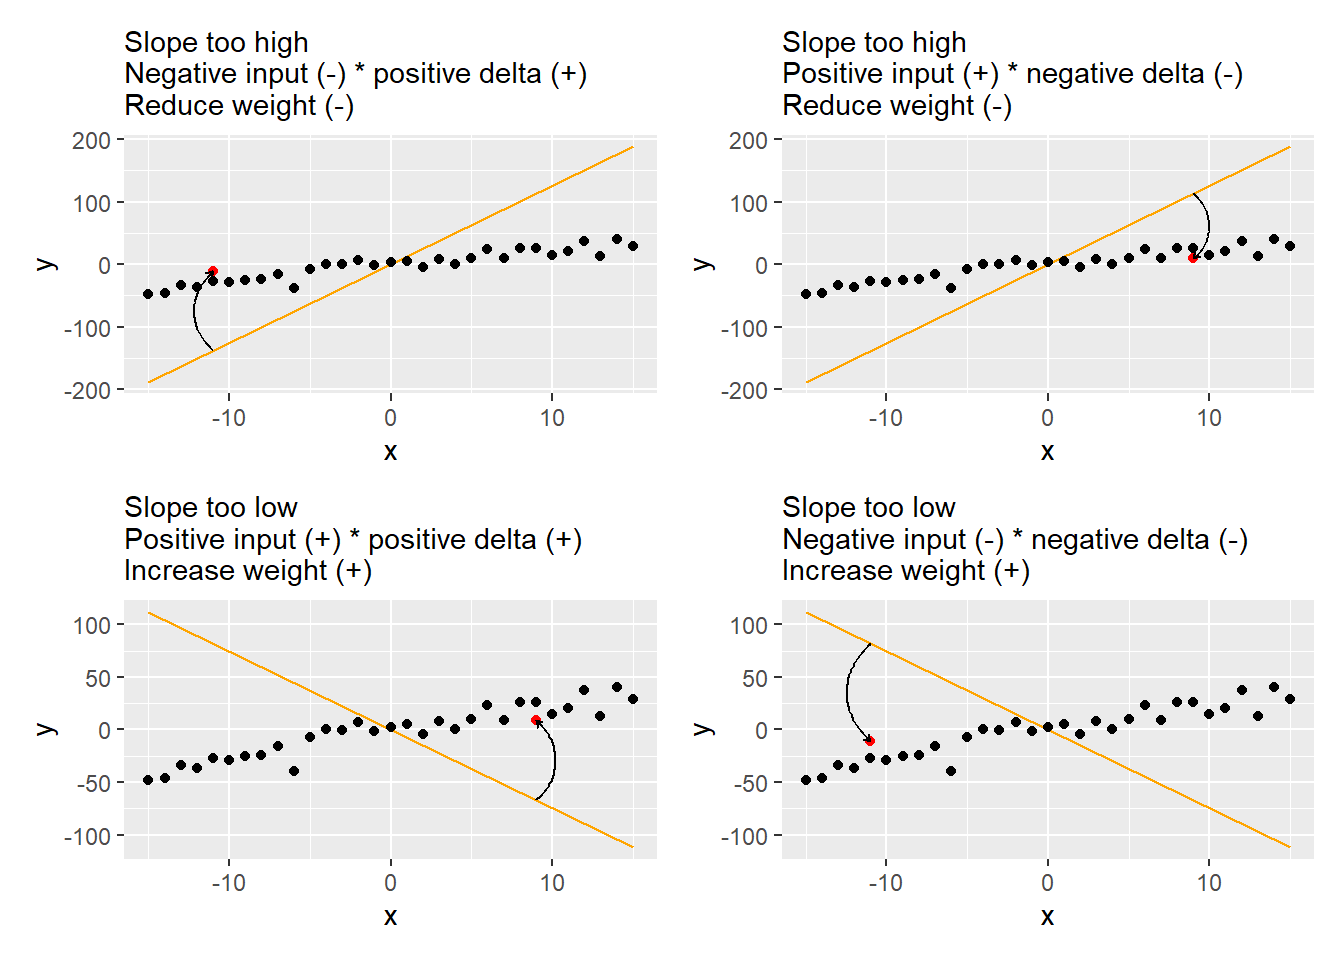 Slope too high
Negative input (-) * positive delta (+)
Reduce weight (-)
200
100
0
-100
-200
y
-10 0 10
x
Slope too high
Positive input (+) * negative delta (-)
Reduce weight (-)
200
100
0
-100
-200
y
-10 0 10
x
Slope too low
Positive input (+) * positive delta (+)
Increase weight (+)
100
50
0
-50
-100
y
-10 0 10
x
Slope too low
Negative input (-) * negative delta (-)
Increase weight (+)
100
50
0
-50
-100
y
-10 0 10
x